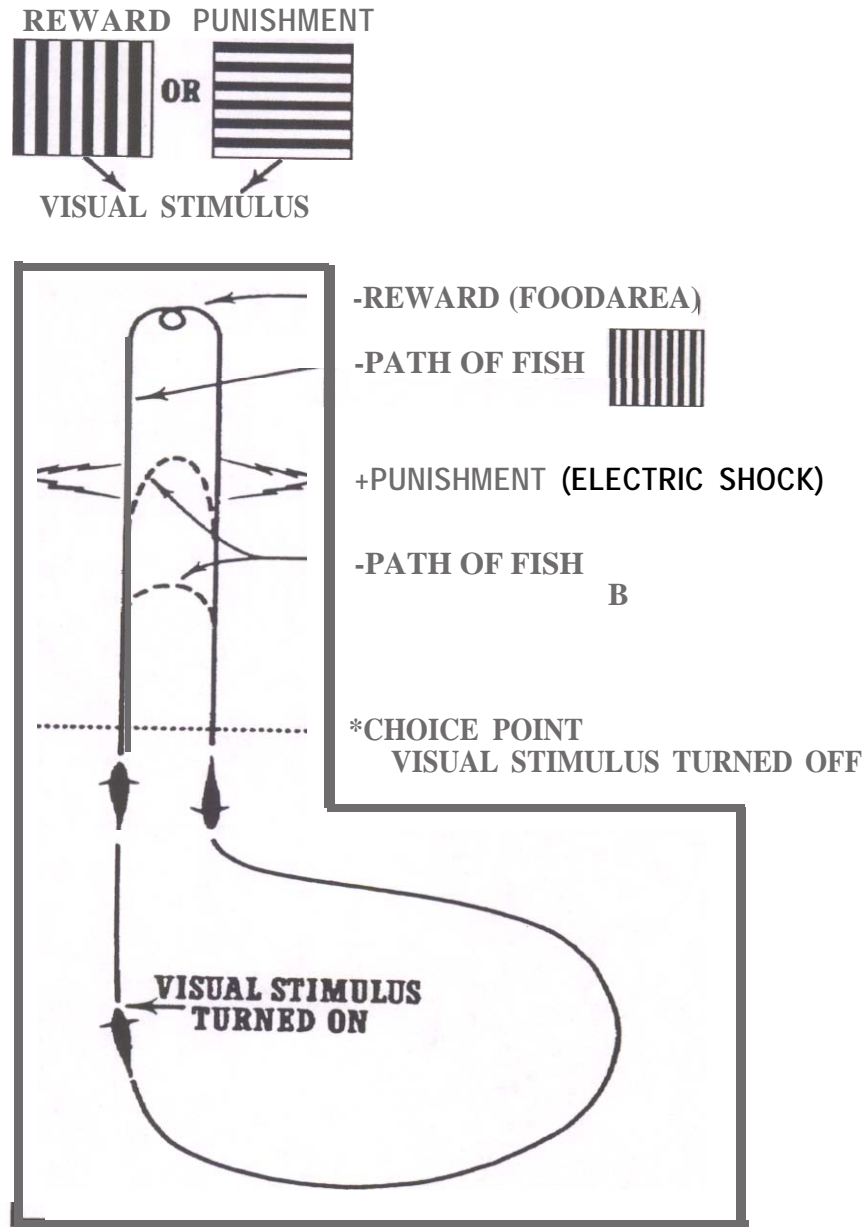 REWARD PUNISHMENT
OR
VISUAL STIMULUS
-REWARD (FOODAREA)
-PATH OF FISH
+PUNISHMENT (ELECTRIC SHOCK)
-PATH OF FISH
B
*CHOICE POINT
VISUAL STIMULUS TURNED OFF
VISUAL STIMULUS
TURNED ON